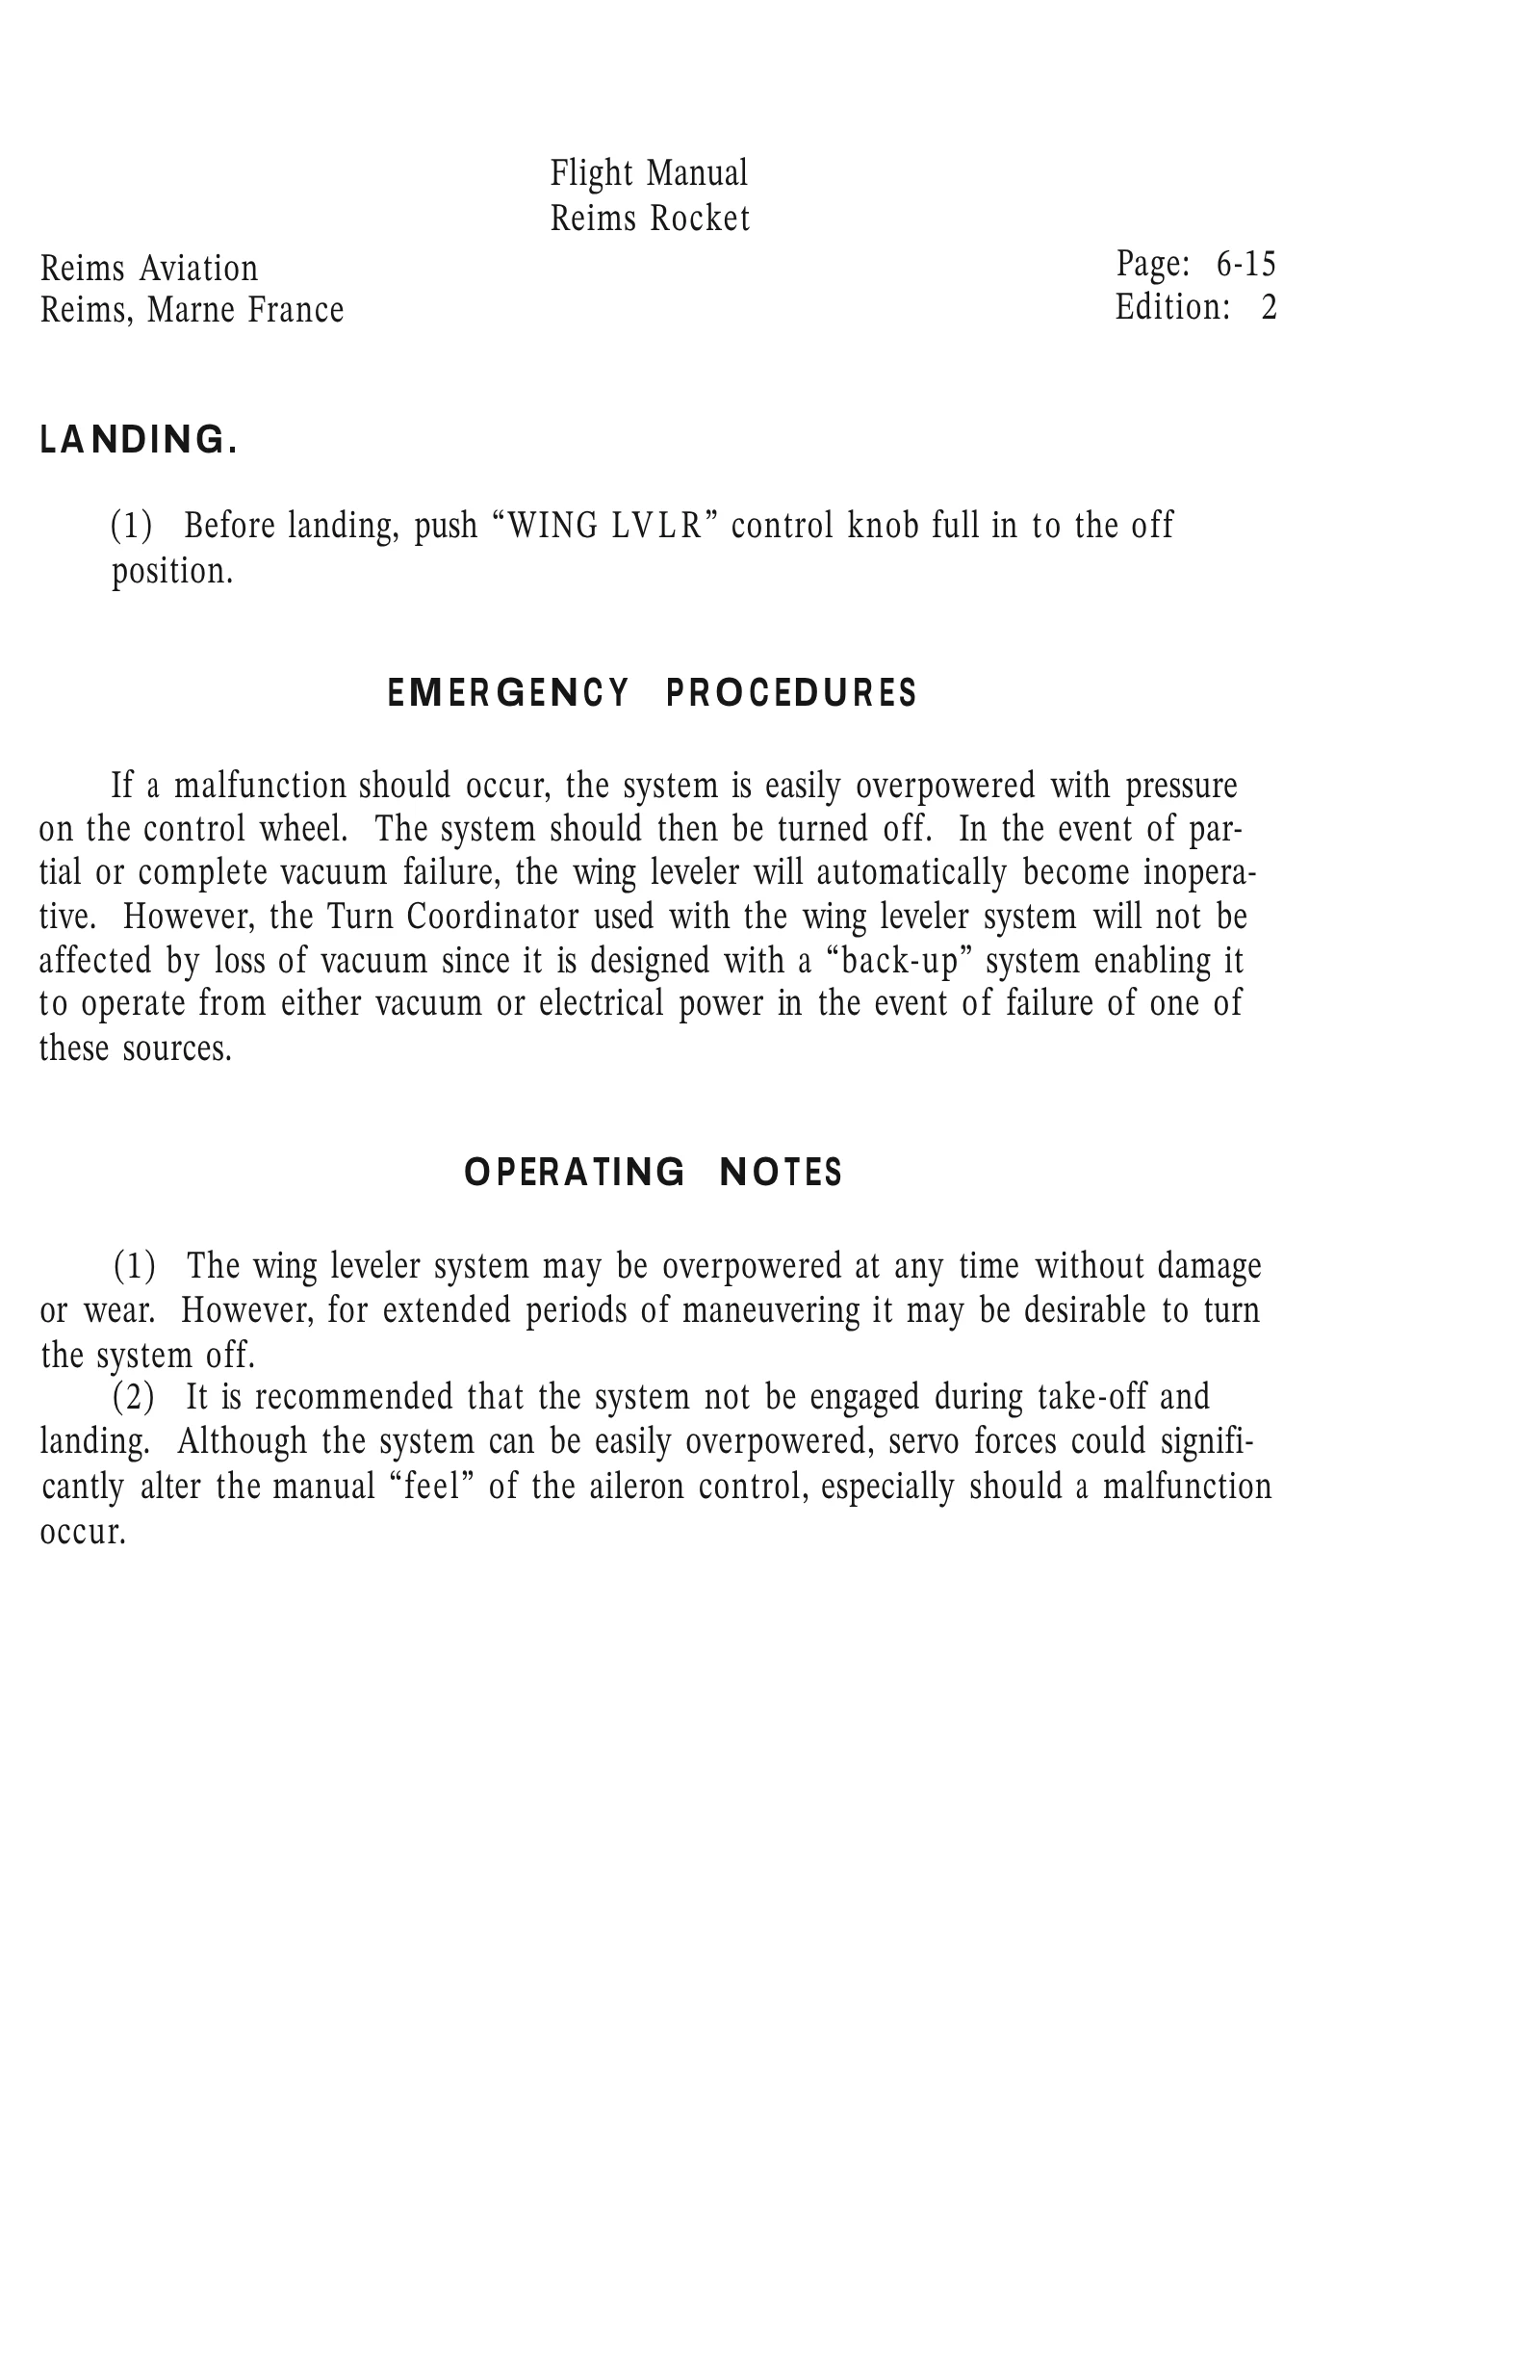 Flight Manual
Reims Rocket
Reims Aviation
Reims, Marne France
Page: 6-15
Edition: 2
LANDING.
(1) Before landing, push “WING LVLR” control knob full in to the off
position.
EMERGENCY PROCEDURES
If a malfunction should occur, the system is easily overpowered with pressure
on the control wheel. The system should then be turned off. In the event of par-
tial or complete vacuum failure, the wing leveler will automatically become inopera-
tive. However, the Turn Coordinator used with the wing leveler system will not be
affected by loss of vacuum since it is designed with a “back-up” system enabling it
to operate from either vacuum or electrical power in the event of failure of one of
these sources.
OPERATING NOTES
(1) The wing leveler system may be overpowered at any time without damage
or wear. However, for extended periods of maneuvering it may be desirable to turn
the system off.
(2) It is recommended that the system not be engaged during take-off and
landing. Although the system can be easily overpowered, servo forces could signifi-
cantly alter the manual “feel” of the aileron control, especially should a malfunction
occur.